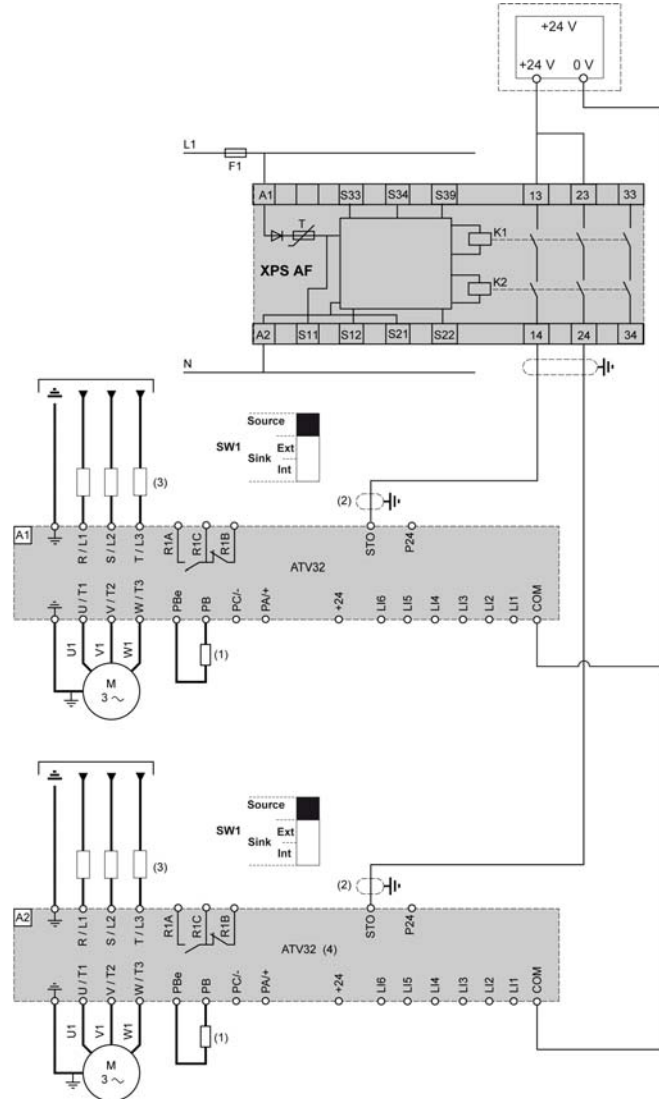 +24 V
+24 V 0 V
L1
F1
A1 S33 S34 S39 13 23 33
T
K1
XPS AF
K2
A2 S11 S12 S21 S22 14 24 34
N
Source
SW1 Ext
Sink
Int
(3)
(2)
A1
R / L1 S / L2 T / L3 R1A R1C R1B STO P24
ATV32
U / T1 V / T2 W / T3 PBe PB PC/- PA/+ +24 LI6 LI5 LI4 LI3 LI2 LI1 COM
U1 V1 W1
(1)
M
3 ~
Source
SW1 Ext
Sink
Int
(3)
(2)
A2
R / L1 S / L2 T / L3 R1A R1C R1B STO P24
ATV32 (4)
U / T1 V / T2 W / T3 PBe PB PC/- PA/+ +24 LI6 LI5 LI4 LI3 LI2 LI1 COM
U1 V1 W1
(1)
M
3 ~